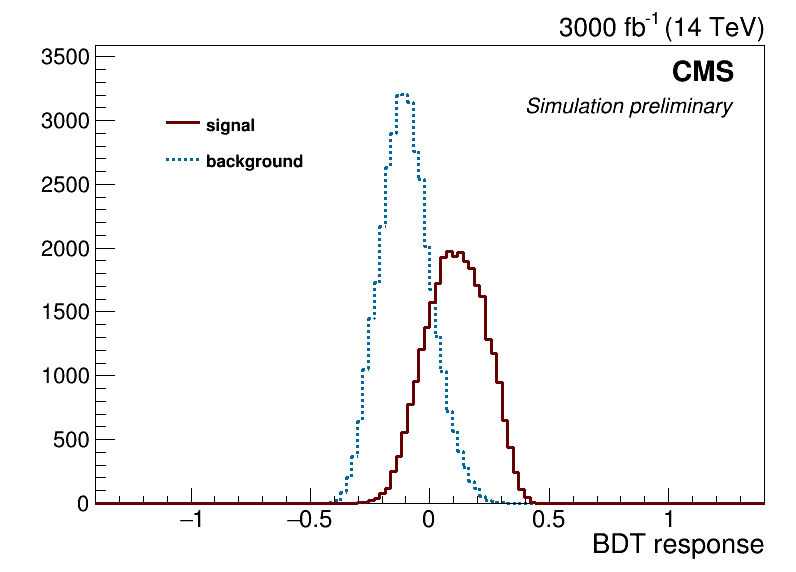 3000 fb-1 (14 TeV)
CMS
Simulation preliminary
signal
background
3500
3000
2500
2000
1500
1000
500
0
−1 −0.5 0 0.5 1
BDT response